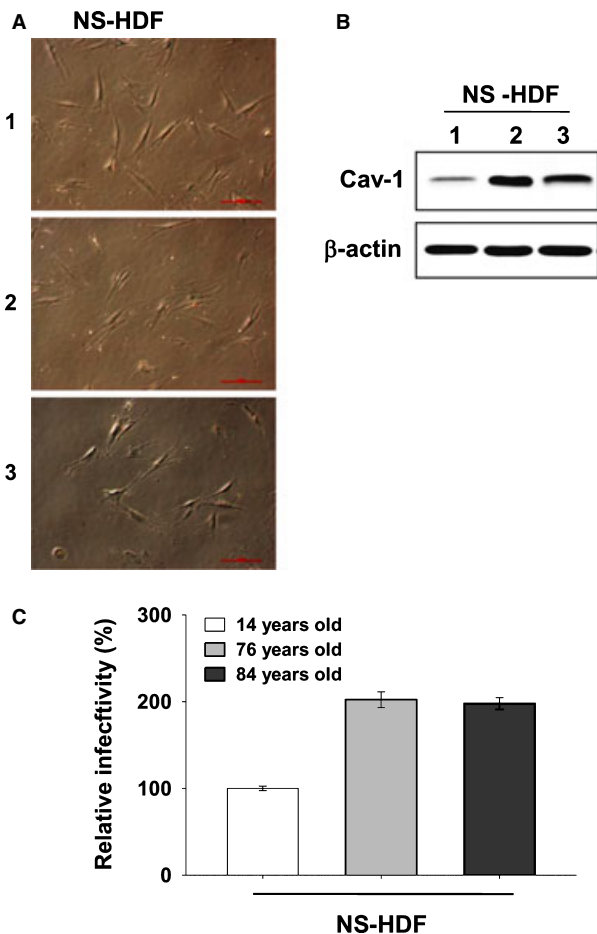 A
NS-HDF
1
2
3
B
NS -HDF
1 2 3
Cav-1
β-actin
C
Relative infecftivity (%)
300
200
100
0
14 years old
76 years old
84 years old
NS-HDF